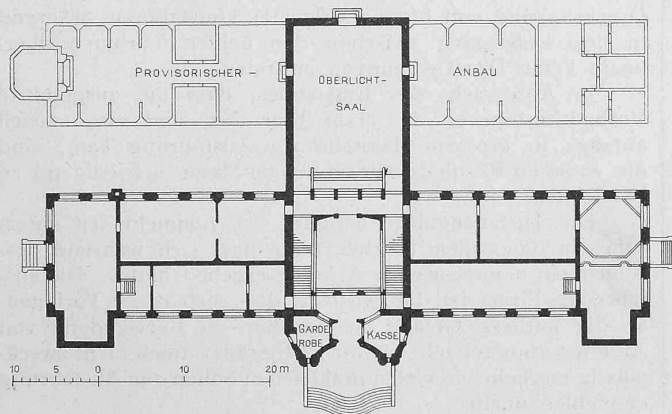 PROVISORISCHER – ANBAU
OBERLICHT-
SAAL
GARDE
ROBE
KASSE
10 5 0 10 20 m